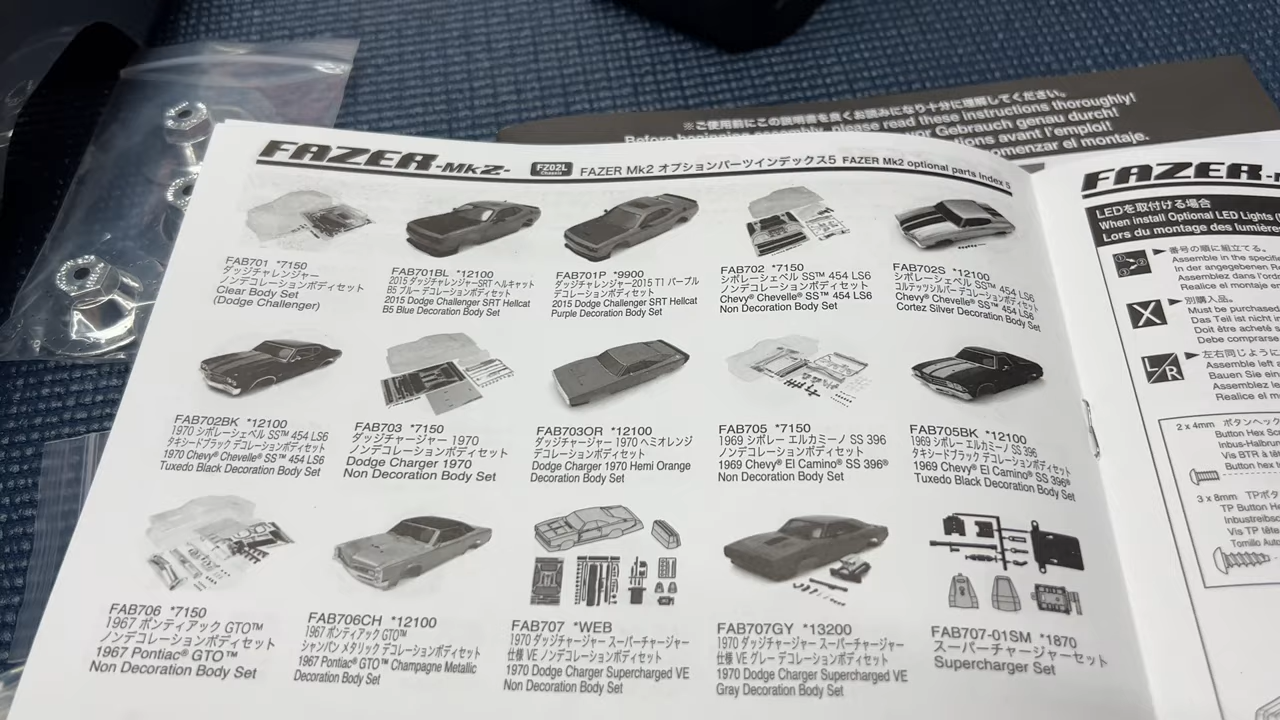 ※ご使用前にこの説明書を良くお読みになり十分に理解してください。
please read these instructions thoroughly!
Gebrauch genau durch!
avant l'emploi!
comenzar el montaje.
FAZER-Mk2-
FZ02L
Chassis
FAZER Mk2 オプションパーツインデックス5 FAZER Mk2 optional parts index 5
FAB701 *7150
ダッジチャレンジャー
ノンデコレーションボディセット
Clear Body Set
(Dodge Challenger)
FAB701BL *12100
2015 ダッジチャレンジャーSRT ヘルキャット
B5 ブルーデコレーションボディセット
2015 Dodge Challenger SRT Hellcat
B5 Blue Decoration Body Set
FAB701P *9900
ダッジチャレンジャー2015 T1 パープル
デコレーションボディセット
2015 Dodge Challenger SRT Hellcat
Purple Decoration Body Set
FAB702 *7150
シボレーシェベル SS™ 454 LS6
ノンデコレーションボディセット
Chevy® Chevelle® SS™ 454 LS6
Non Decoration Body Set
FAB702S *12100
シボレーシェベル SS™ 454 LS6
コルテッツシルバーデコレーションボディセット
Chevy® Chevelle® SS™ 454 LS6
Cortez Silver Decoration Body Set
FAB702BK *12100
1970 シボレーシェベル SS™ 454 LS6
タキシードブラック デコレーションボディセット
1970 Chevy® Chevelle® SS™ 454 LS6
Tuxedo Black Decoration Body Set
FAB703 *7150
ダッジチャージャー 1970
ノンデコレーションボディセット
Dodge Charger 1970
Non Decoration Body Set
FAB703OR *12100
ダッジチャージャー 1970 ヘミオレンジ
デコレーションボディセット
Dodge Charger 1970 Hemi Orange
Decoration Body Set
FAB705 *7150
1969 シボレー エルカミーノ SS 396
ノンデコレーションボディセット
1969 Chevy® El Camino® SS 396®
Non Decoration Body Set
FAB705BK *12100
1969 シボレー エルカミーノ SS 396
タキシードブラック デコレーションボディセット
1969 Chevy® El Camino® SS 396®
Tuxedo Black Decoration Body Set
FAB706 *7150
1967 ポンティアック GTO™
ノンデコレーションボディセット
1967 Pontiac® GTO™
Non Decoration Body Set
FAB706CH *12100
1967 ポンティアック GTO™
シャンパン メタリック デコレーションボディセット
1967 Pontiac® GTO™ Champagne Metallic
Decoration Body Set
FAB707 *WEB
1970 ダッジチャージャー スーパーチャージャー
仕様 VE ノンデコレーションボディセット
1970 Dodge Charger Supercharged VE
Non Decoration Body Set
FAB707GY *13200
1970 ダッジチャージャー スーパーチャージャー
仕様 VE グレー デコレーションボディセット
1970 Dodge Charger Supercharged VE
Gray Decoration Body Set
FAB707-01SM *1870
スーパーチャージャーセット
Supercharger Set
FAZER-
LEDを取付ける場合
When install Optional LED Lights
Lors du montage des lumières
番号の順に組立てる。
Assemble in the
In der angegebenen
Assemblez dans l'ordre
Realice el montaje
別購入品。
Must be purchased
Das Teil ist nicht
Doit être acheté
Debe comprarse
L/R
左右同じように
Assemble left
Bauen Sie
Assemblez
Realice el
2 x 4mm ボタンヘックス
Button Hex
Inbus-Halbrun
Vis BTR à
Button hex
3 x 8mm TPボタ
TP Button
Inbustreibsc
Vis TP tête
Tornillo